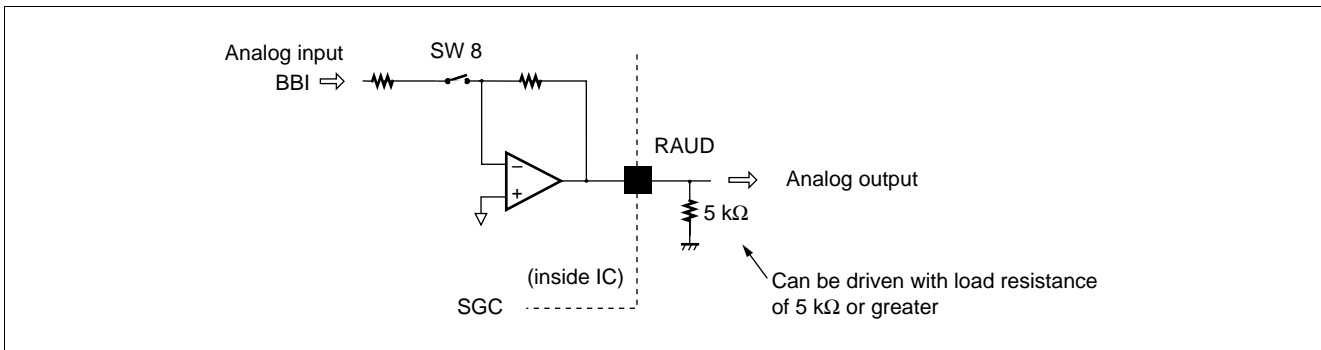 Analog input
SW 8
BBI
RAUD
−
+
Analog output
5 kΩ
(inside IC)
SGC
Can be driven with load resistance
of 5 kΩ or greater